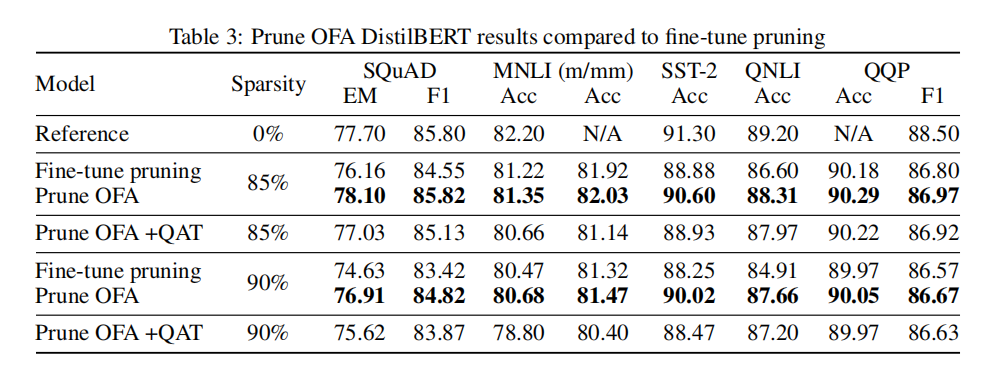 Table 3: Prune OFA DistilBERT results compared to fine-tune pruning
Model Sparsity SQuAD MNLI (m/mm) SST-2 QNLI QQP
EM F1 Acc Acc Acc Acc Acc F1
Reference 0% 77.70 85.80 82.20 N/A 91.30 89.20 N/A 88.50
Fine-tune pruning 85% 76.16 84.55 81.22 81.92 88.88 86.60 90.18 86.80
Prune OFA 78.10 85.82 81.35 82.03 90.60 88.31 90.29 86.97
Prune OFA +QAT 85% 77.03 85.13 80.66 81.14 88.93 87.97 90.22 86.92
Fine-tune pruning 90% 74.63 83.42 80.47 81.32 88.25 84.91 89.97 86.57
Prune OFA 76.91 84.82 80.68 81.47 90.02 87.66 90.05 86.67
Prune OFA +QAT 90% 75.62 83.87 78.80 80.40 88.47 87.20 89.97 86.63